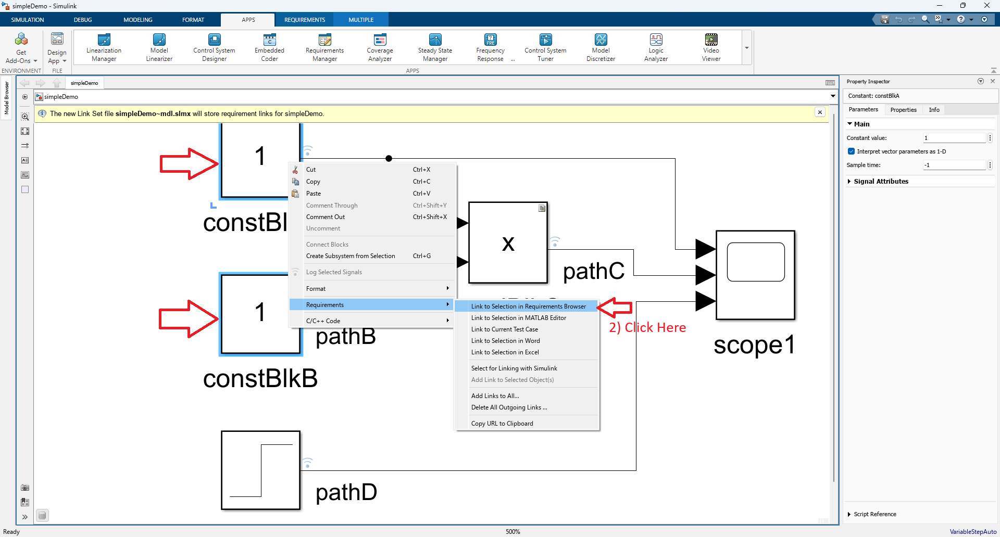 simpleDemo - Simulink
SIMULATION
DEBUG
MODELING
FORMAT
APPS
REQUIREMENTS
MULTIPLE
Get
Add-Ons
Design
App
Linearization
Manager
Model
Linearizer
Control System
Designer
Embedded
Coder
Requirements
Manager
Coverage
Analyzer
Steady State
Manager
Frequency
Response ...
Control System
Tuner
Model
Discretizer
Logic
Analyzer
Video
Viewer
ENVIRONMENT
FILE
APPS
Model Browser
simpleDemo
simpleDemo
The new Link Set file simpleDemo~mdl.slmx will store requirement links for simpleDemo.
1
constBl
1
pathB
constBlkB
pathD
X
pathC
scope1
Cut Ctrl+X
Copy Ctrl+C
Paste Ctrl+V
Comment Through Ctrl+Shift+Y
Comment Out Ctrl+Shift+X
Uncomment
Connect Blocks
Create Subsystem from Selection Ctrl+G
Log Selected Signals
Format
Requirements
C/C++ Code
Link to Selection in Requirements Browser
Link to Selection in MATLAB Editor
Link to Current Test Case
Link to Selection in Word
Link to Selection in Excel
Select for Linking with Simulink
Add Link to Selected Object(s)
Add Links to All...
Delete All Outgoing Links ...
Copy URL to Clipboard
2) Click Here
Property Inspector
Constant: constBlkA
Parameters
Properties
Info
Main
Constant value: 1
Interpret vector parameters as 1-D
Sample time: -1
Signal Attributes
Script Reference
Ready
500%
VariableStepAuto